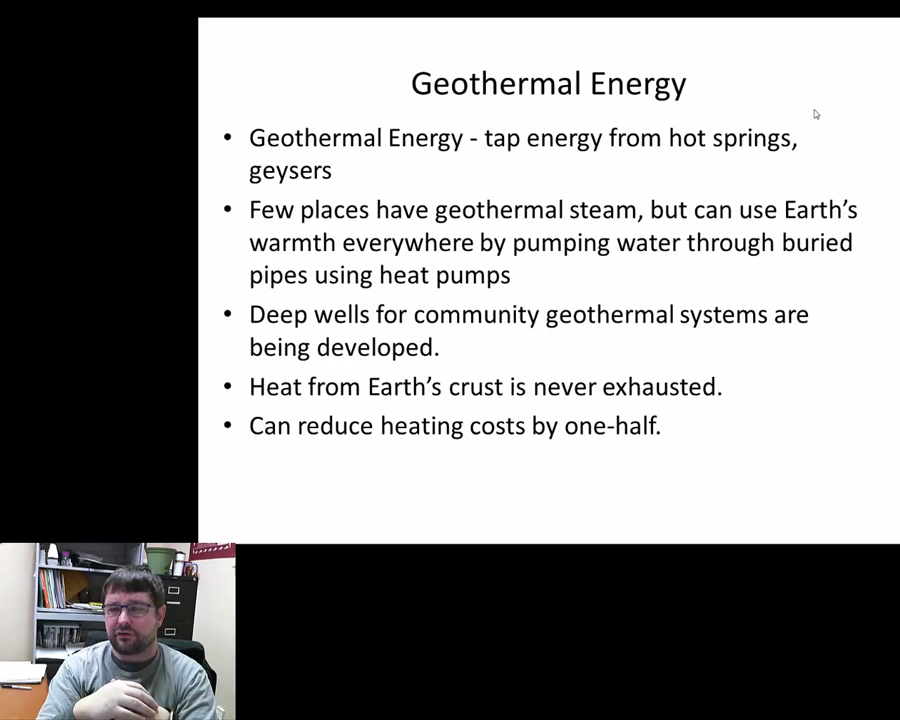 Geothermal Energy
• Geothermal Energy - tap energy from hot springs,
geysers
• Few places have geothermal steam, but can use Earth’s
warmth everywhere by pumping water through buried
pipes using heat pumps
• Deep wells for community geothermal systems are
being developed.
• Heat from Earth’s crust is never exhausted.
• Can reduce heating costs by one-half.